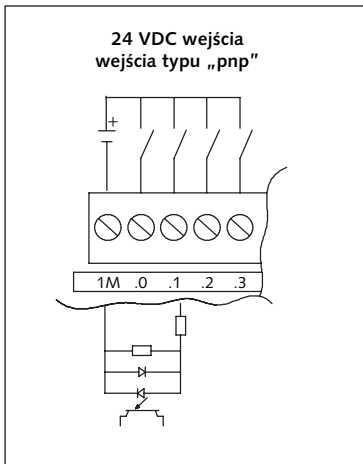 24 VDC wejścia
wejścia typu „pnp”
+
1M .0 .1 .2 .3